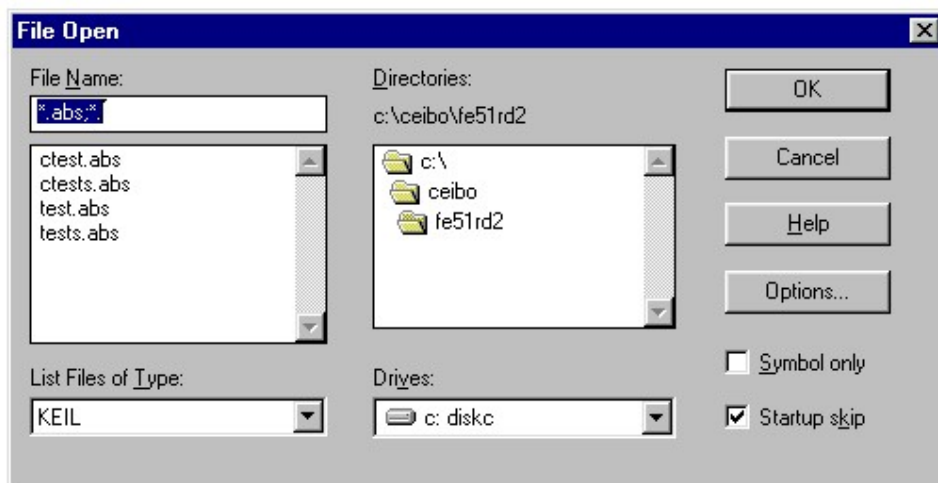 File Open
File Name:
*.abs;*.
ctest.abs
ctests.abs
test.abs
tests.abs
List Files of Type:
KEIL
Directories:
c:\ceibo\fe51rd2
c:\
ceibo
fe51rd2
Drives:
c: diskc
OK
Cancel
Help
Options...
Symbol only
Startup skip